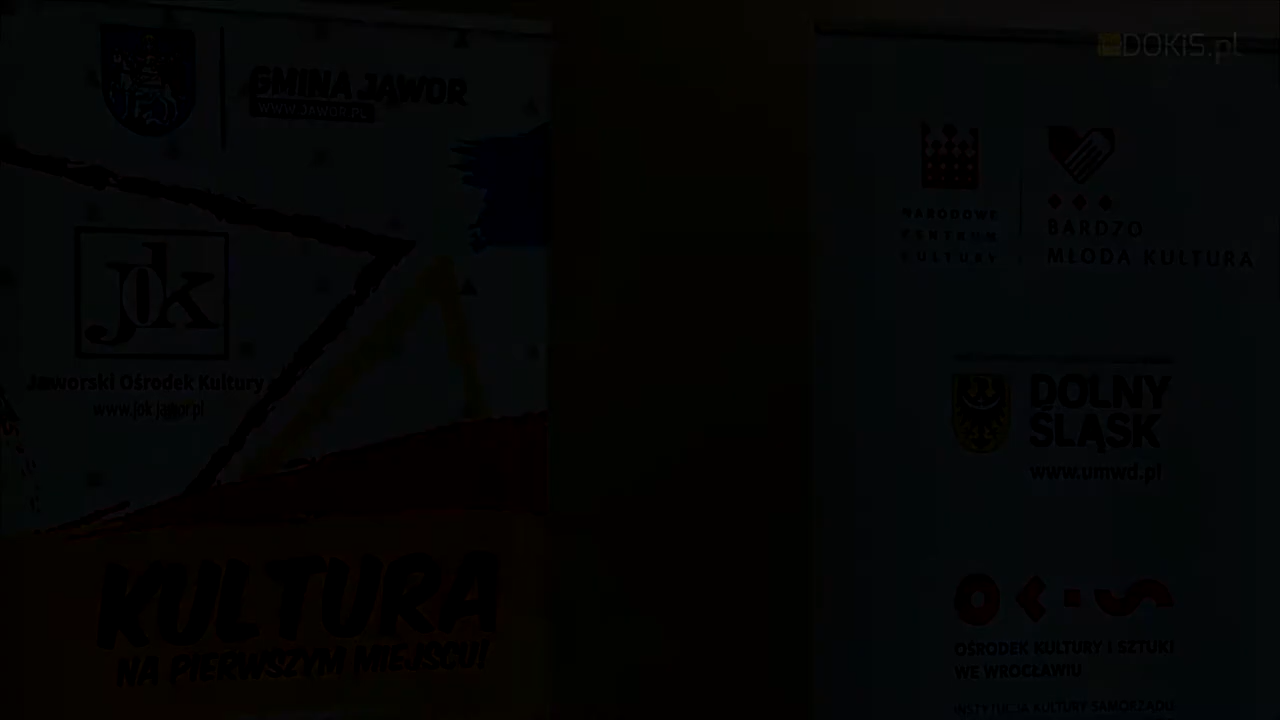 DOKiS.pl
GMINA JAWOR
WWW.JAWOR.PL
jok
Jaworski Ośrodek Kultury
www.jok.jawor.pl
KULTURA
NA PIERWSZYM MIEJSCU!
NARODOWE
CENTRUM
KULTURY
BARDZO
MŁODA KULTURA
DOLNY
ŚLĄSK
www.umwd.pl
OKiS
OŚRODEK KULTURY I SZTUKI
WE WROCŁAWIU
INSTYTUCJA KULTURY SAMORZĄDU